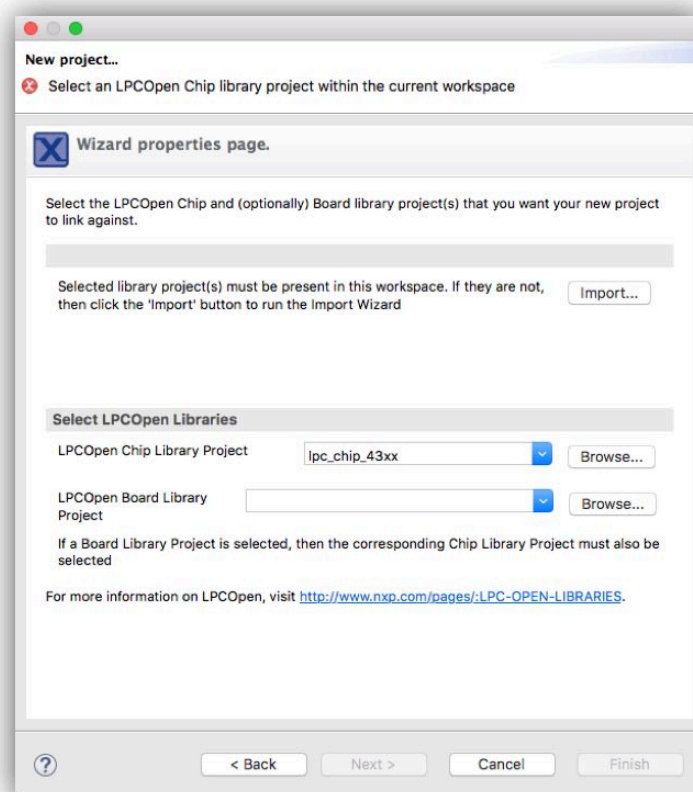 New project...
Select an LPCOpen Chip library project within the current workspace
Wizard properties page.
Select the LPCOpen Chip and (optionally) Board library project(s) that you want your new project
to link against.
Selected library project(s) must be present in this workspace. If they are not,
then click the 'Import' button to run the Import Wizard
Import...
Select LPCOpen Libraries
LPCOpen Chip Library Project
lpc_chip_43xx
Browse...
LPCOpen Board Library
Project
Browse...
If a Board Library Project is selected, then the corresponding Chip Library Project must also be
selected
For more information on LPCOpen, visit http://www.nxp.com/pages/:LPC-OPEN-LIBRARIES.
?
< Back
Next >
Cancel
Finish